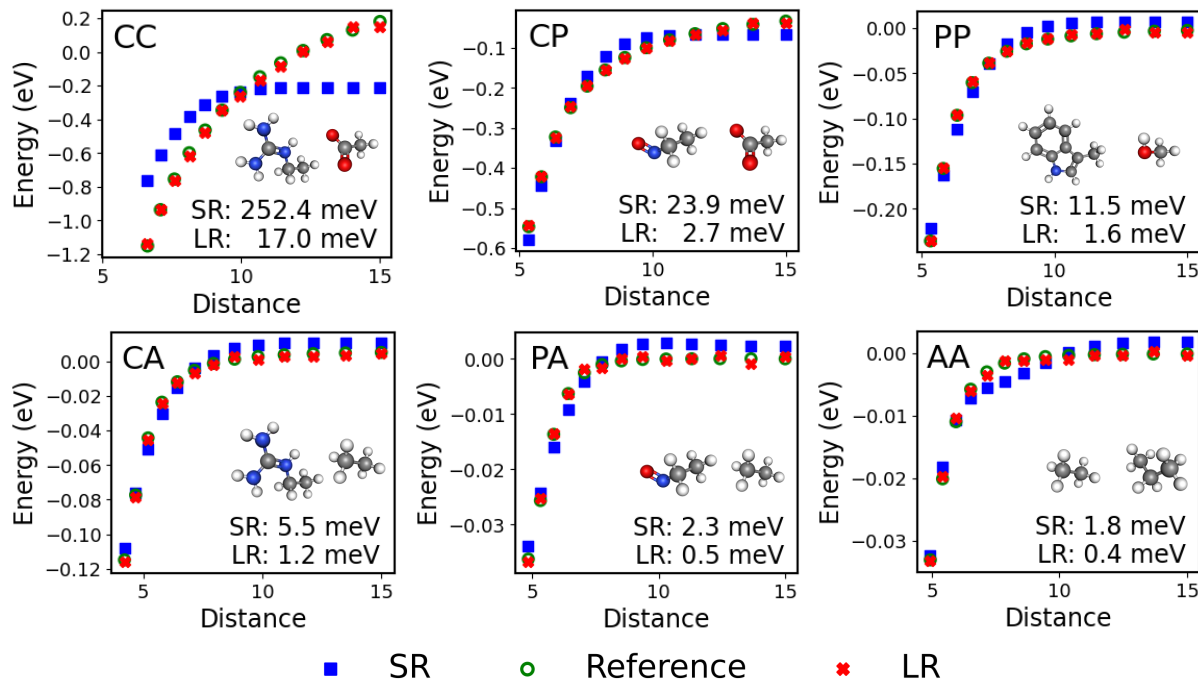 CC
Energy (eV)
0.2
0.0
−0.2
−0.4
−0.6
−0.8
−1.0
−1.2
SR: 252.4 meV
LR: 17.0 meV
5
10
15
Distance
CP
Energy (eV)
−0.1
−0.2
−0.3
−0.4
−0.5
−0.6
SR: 23.9 meV
LR: 2.7 meV
5
10
15
Distance
PP
Energy (eV)
0.00
−0.05
−0.10
−0.15
−0.20
SR: 11.5 meV
LR: 1.6 meV
5
10
15
Distance
CA
Energy (eV)
0.00
−0.02
−0.04
−0.06
−0.08
−0.10
−0.12
SR: 5.5 meV
LR: 1.2 meV
5
10
15
Distance
PA
Energy (eV)
0.00
−0.01
−0.02
−0.03
SR: 2.3 meV
LR: 0.5 meV
5
10
15
Distance
AA
Energy (eV)
0.00
−0.01
−0.02
−0.03
SR: 1.8 meV
LR: 0.4 meV
5
10
15
Distance
SR
Reference
LR